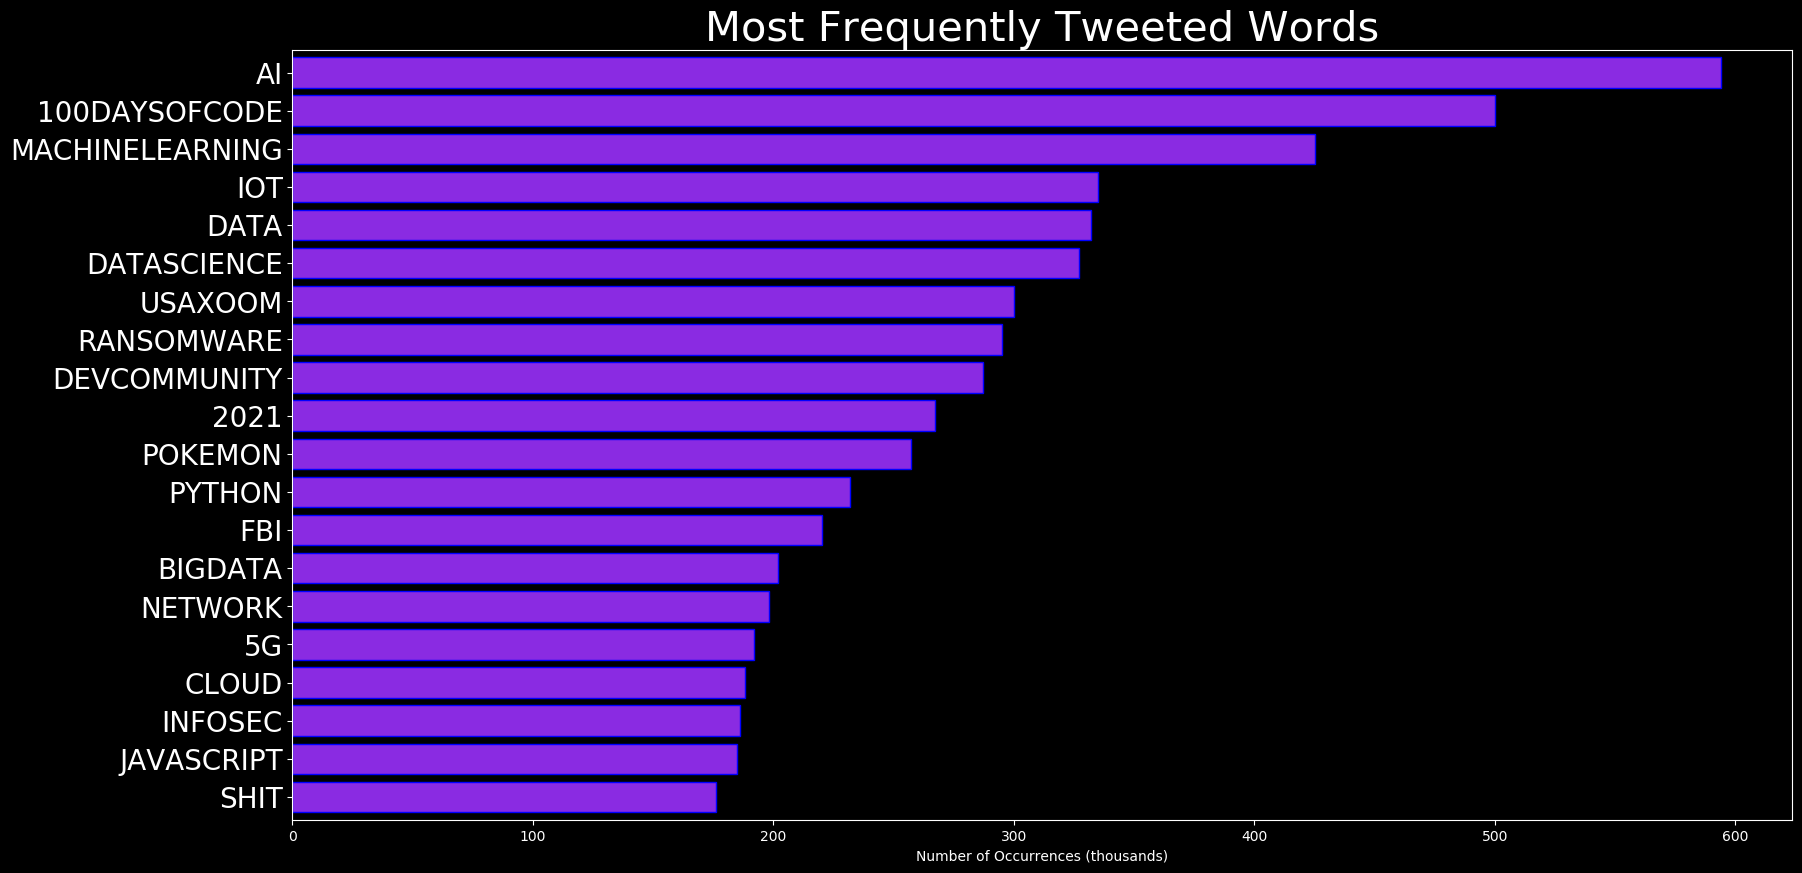 Most Frequently Tweeted Words
AI
100DAYSOFCODE
MACHINELEARNING
IOT
DATA
DATASCIENCE
USAXOOM
RANSOMWARE
DEVCOMMUNITY
2021
POKEMON
PYTHON
FBI
BIGDATA
NETWORK
5G
CLOUD
INFOSEC
JAVASCRIPT
SHIT
0 100 200 300 400 500 600
Number of Occurrences (thousands)